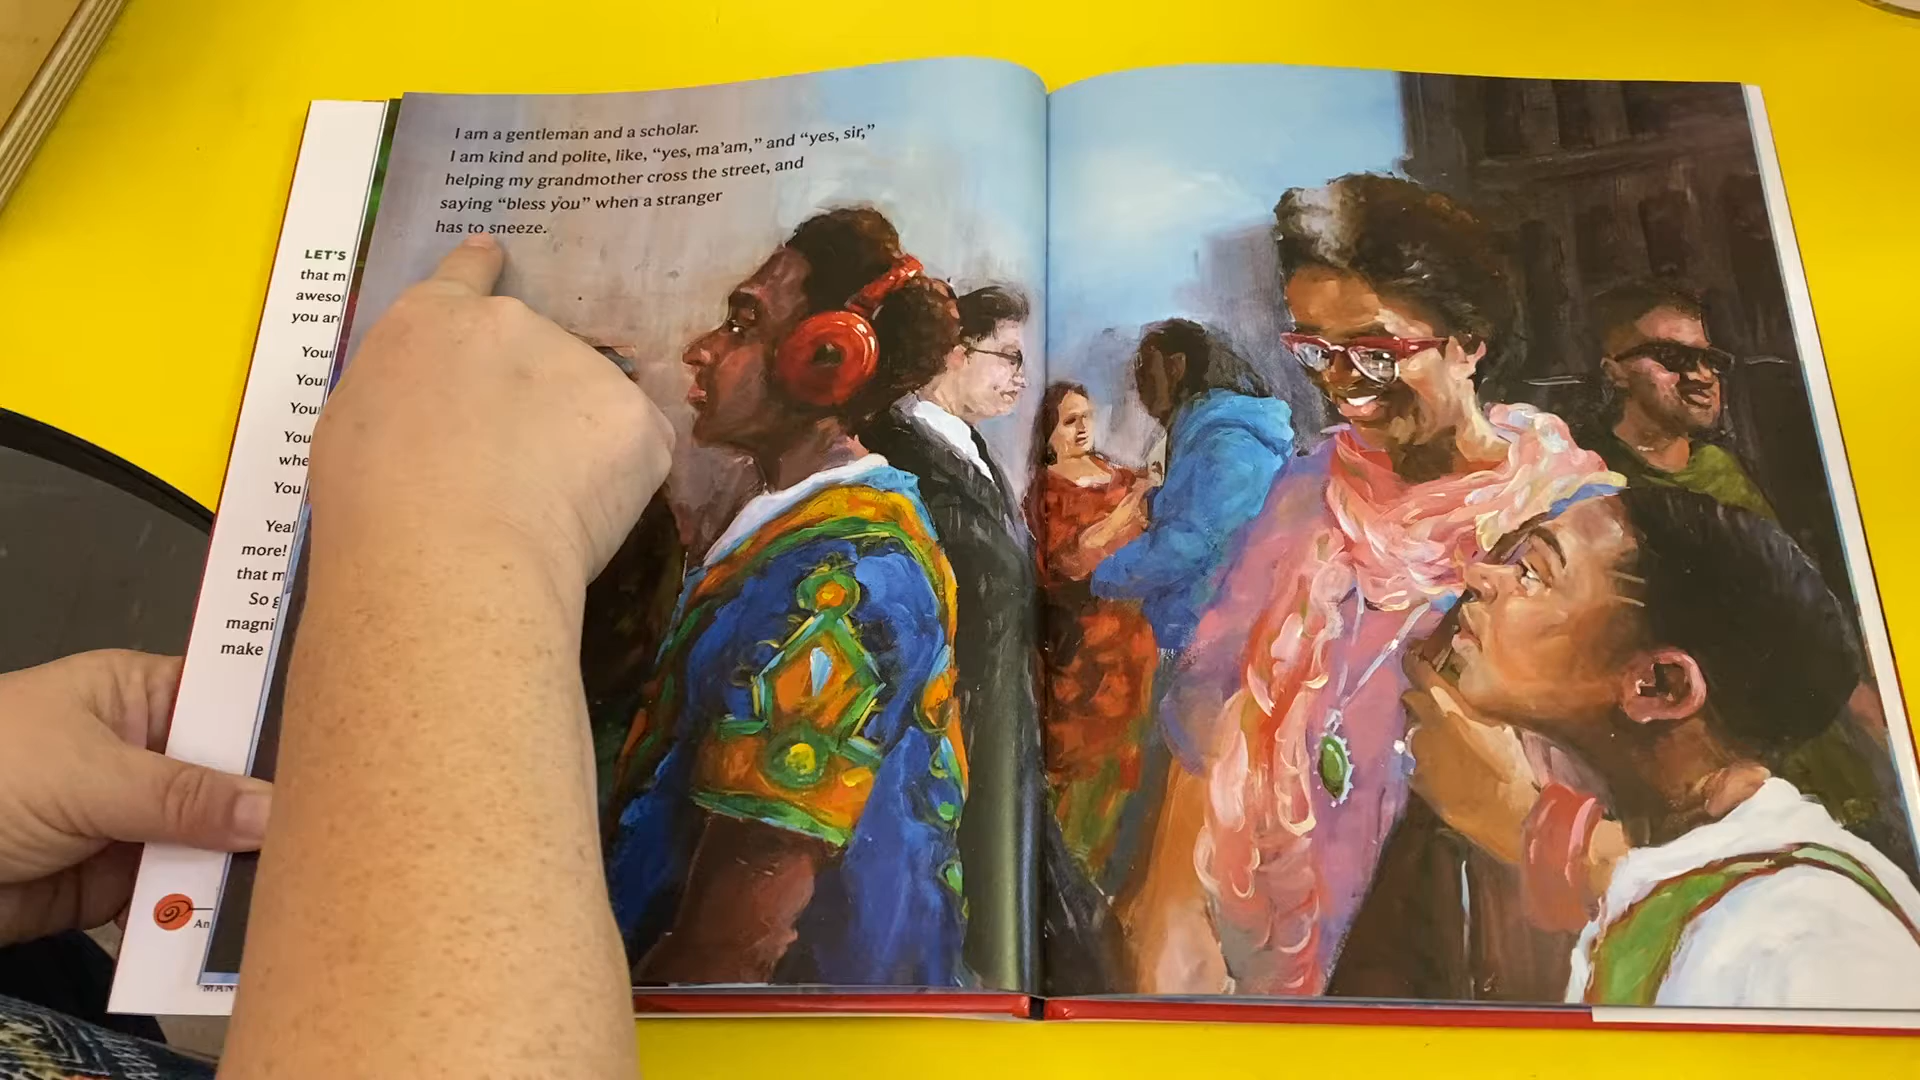 I am a gentleman and a scholar.
I am kind and polite, like, “yes, ma’am,” and “yes, sir,”
helping my grandmother cross the street, and
saying “bless you” when a stranger
has to sneeze.
LET’S
that m
aweso
you ar
You
You
You
You
whe
You
Yeal
more!
that m
So g
magni
make
An